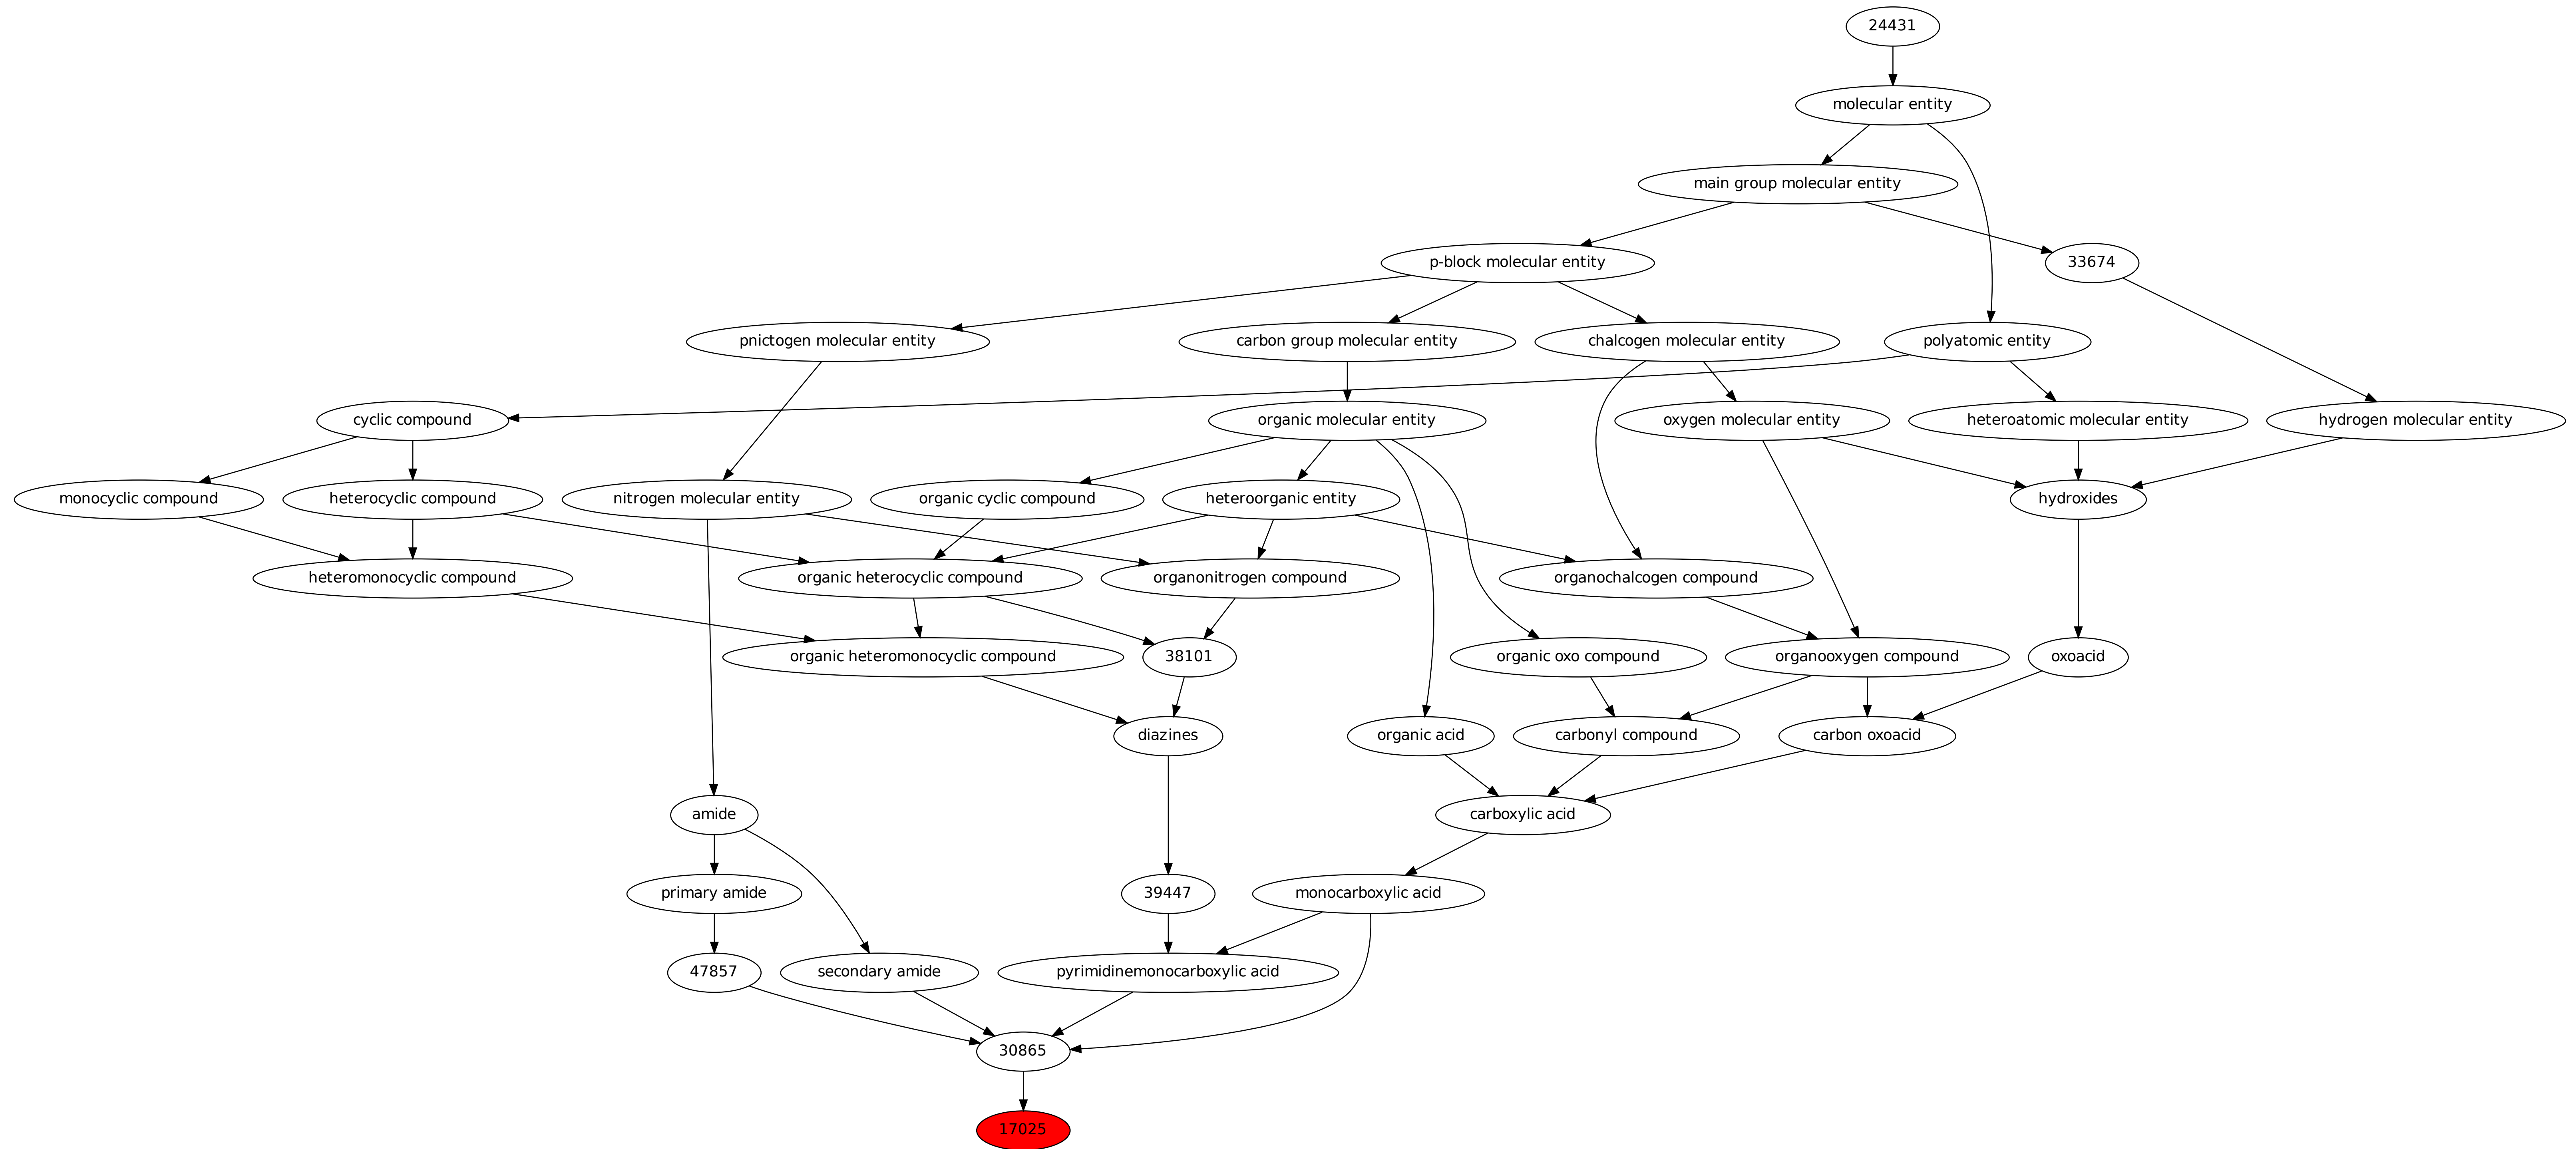 24431
molecular entity
main group molecular entity
p-block molecular entity
33674
pnictogen molecular entity
carbon group molecular entity
chalcogen molecular entity
polyatomic entity
cyclic compound
organic molecular entity
oxygen molecular entity
heteroatomic molecular entity
hydrogen molecular entity
monocyclic compound
heterocyclic compound
nitrogen molecular entity
organic cyclic compound
heteroorganic entity
hydroxides
heteromonocyclic compound
organic heterocyclic compound
organonitrogen compound
organochalcogen compound
organic heteromonocyclic compound
38101
organic oxo compound
organooxygen compound
oxoacid
diazines
organic acid
carbonyl compound
carbon oxoacid
amide
carboxylic acid
primary amide
39447
monocarboxylic acid
47857
secondary amide
pyrimidinemonocarboxylic acid
30865
17025